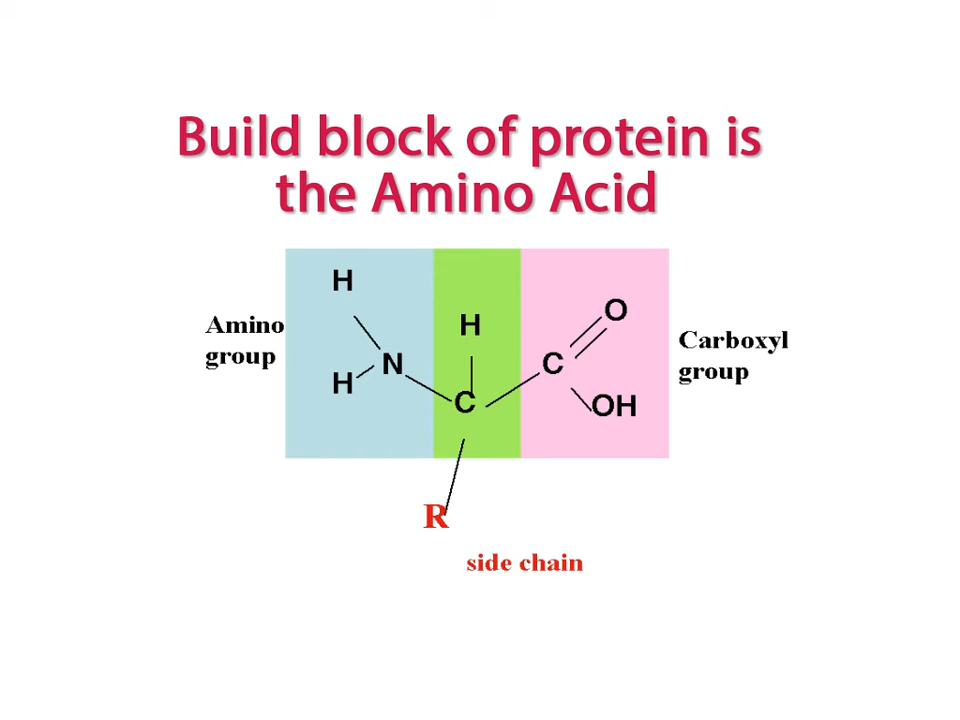 Build block of protein is
the Amino Acid
H
O
Amino
group
H
Carboxyl
group
N
C
H
C
OH
R
side chain